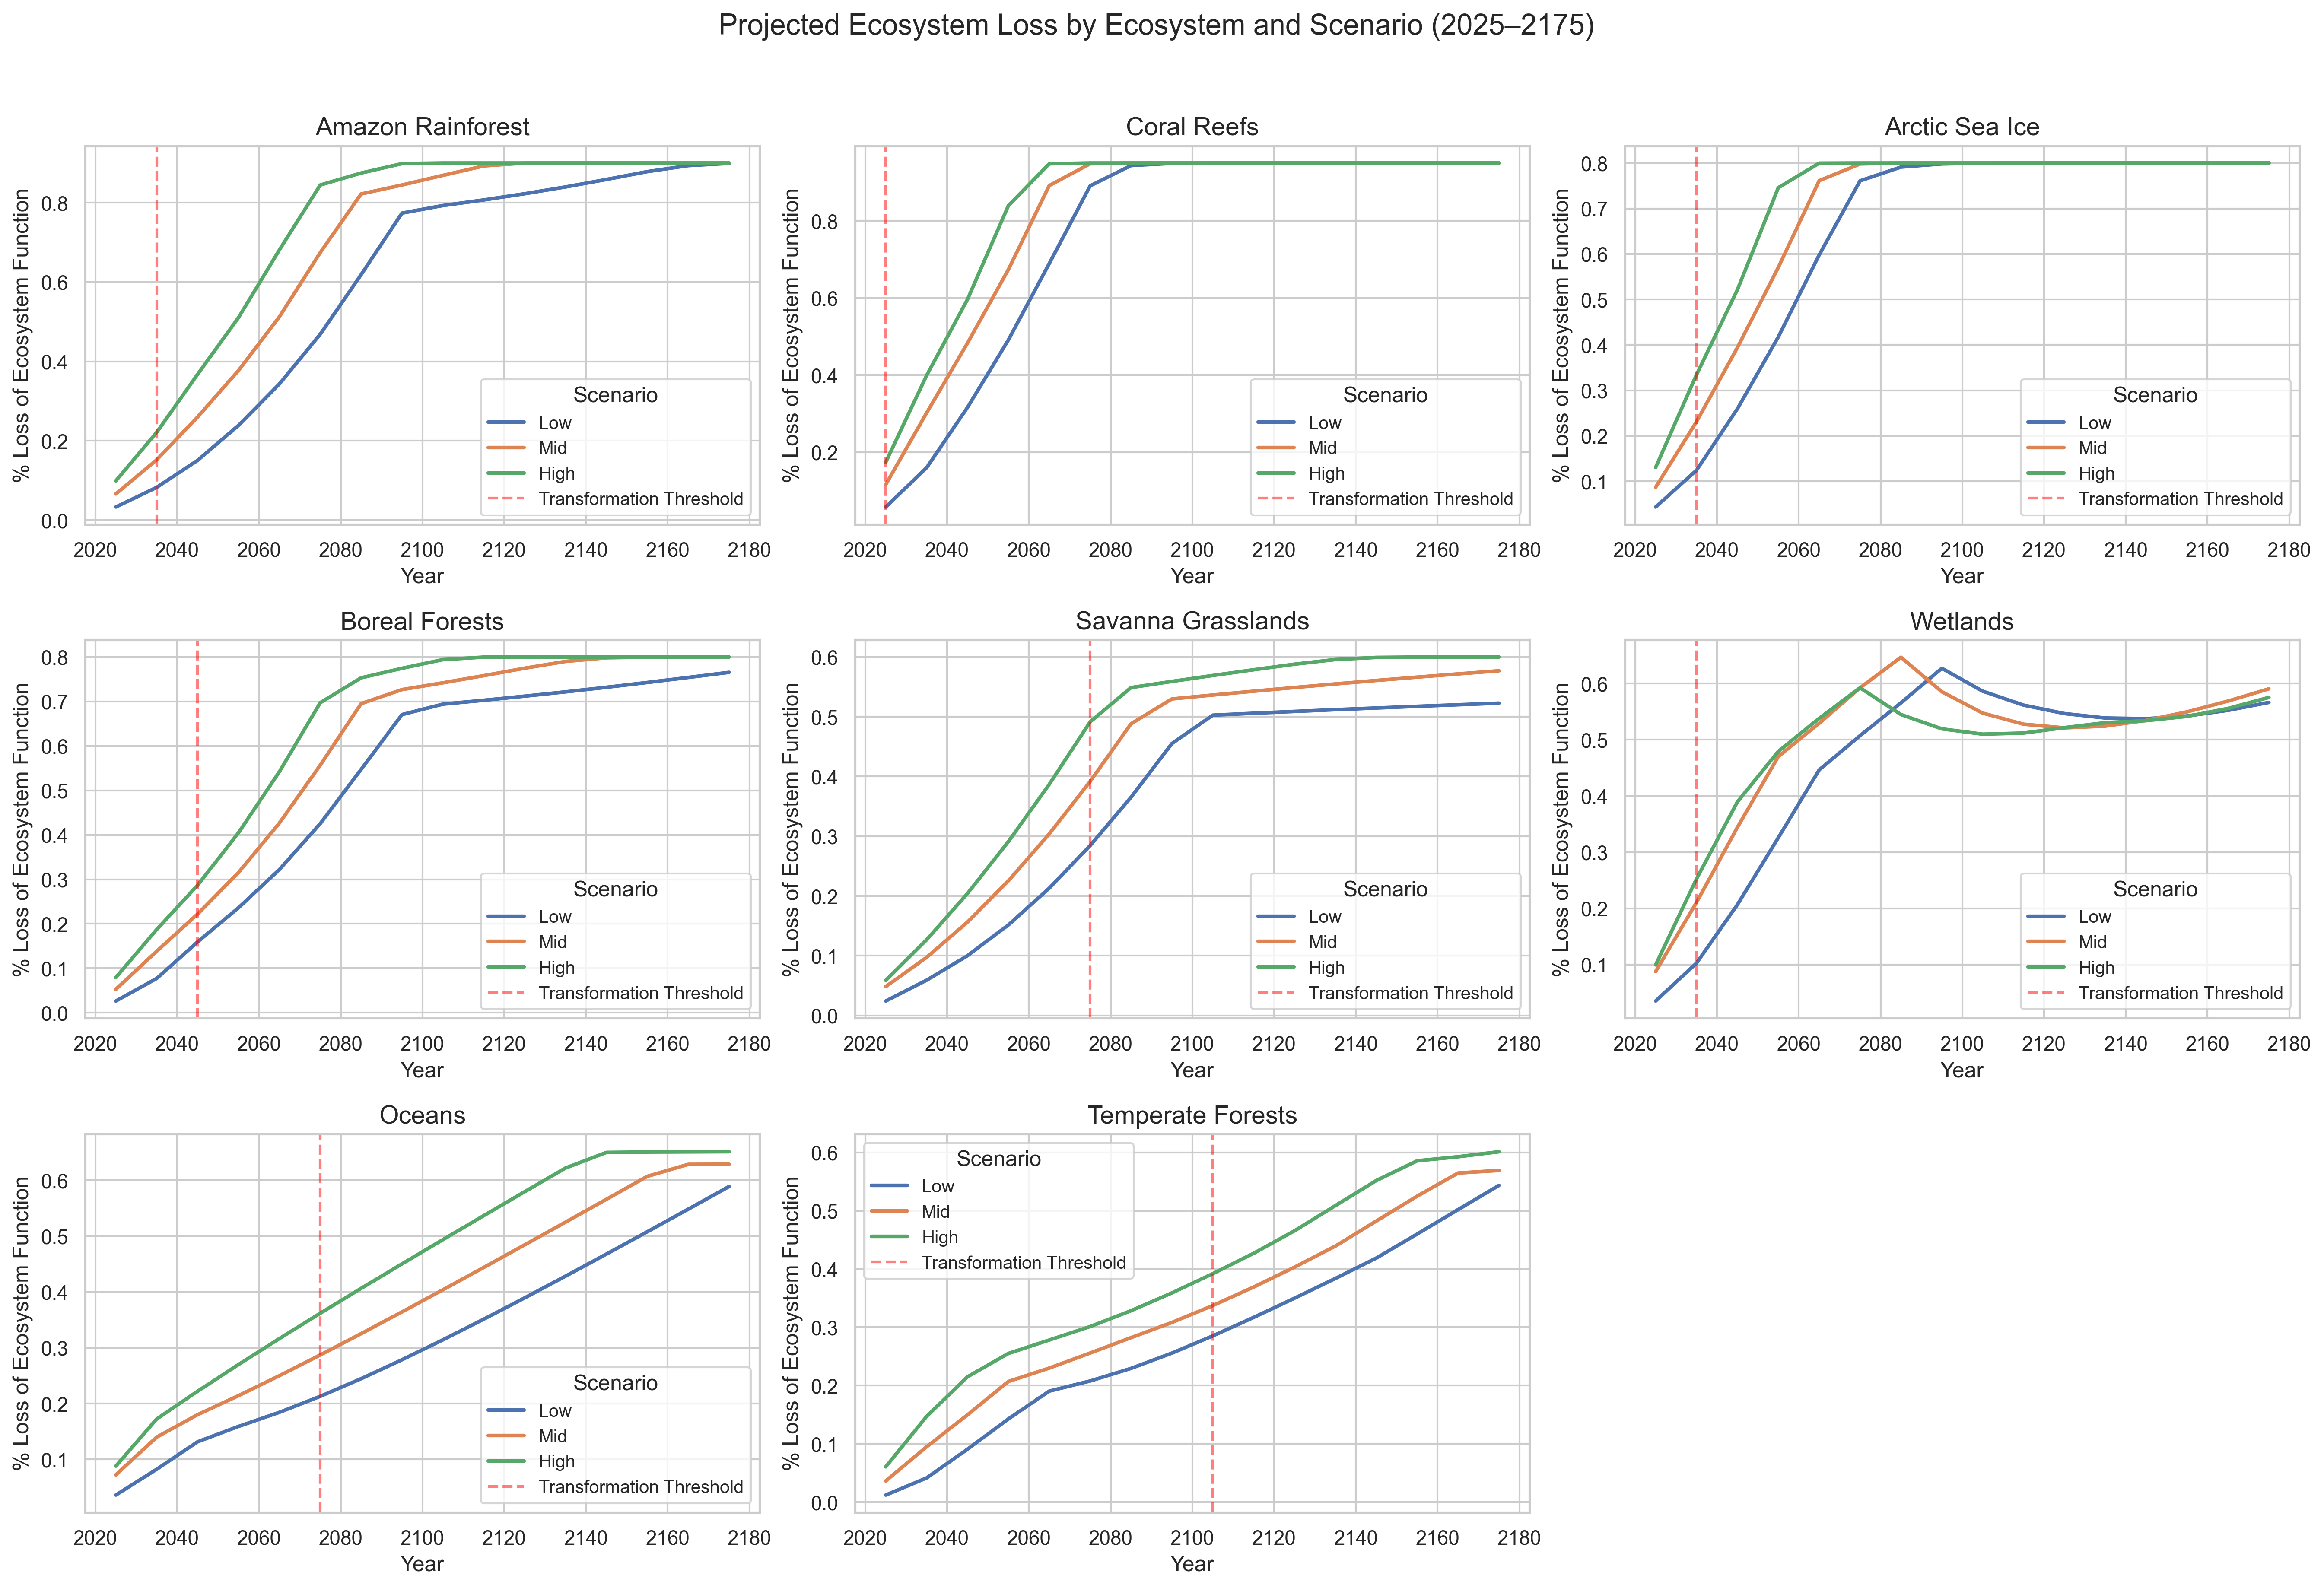 Projected Ecosystem Loss by Ecosystem and Scenario (2025–2175)
Amazon Rainforest
% Loss of Ecosystem Function
0.8
0.6
0.4
0.2
0.0
Scenario
Low
Mid
High
Transformation Threshold
2020 2040 2060 2080 2100 2120 2140 2160 2180
Year
Coral Reefs
% Loss of Ecosystem Function
0.8
0.6
0.4
0.2
Scenario
Low
Mid
High
Transformation Threshold
2020 2040 2060 2080 2100 2120 2140 2160 2180
Year
Arctic Sea Ice
% Loss of Ecosystem Function
0.8
0.7
0.6
0.5
0.4
0.3
0.2
0.1
Scenario
Low
Mid
High
Transformation Threshold
2020 2040 2060 2080 2100 2120 2140 2160 2180
Year
Boreal Forests
% Loss of Ecosystem Function
0.8
0.7
0.6
0.5
0.4
0.3
0.2
0.1
0.0
Scenario
Low
Mid
High
Transformation Threshold
2020 2040 2060 2080 2100 2120 2140 2160 2180
Year
Savanna Grasslands
% Loss of Ecosystem Function
0.6
0.5
0.4
0.3
0.2
0.1
0.0
Scenario
Low
Mid
High
Transformation Threshold
2020 2040 2060 2080 2100 2120 2140 2160 2180
Year
Wetlands
% Loss of Ecosystem Function
0.6
0.5
0.4
0.3
0.2
0.1
Scenario
Low
Mid
High
Transformation Threshold
2020 2040 2060 2080 2100 2120 2140 2160 2180
Year
Oceans
% Loss of Ecosystem Function
0.6
0.5
0.4
0.3
0.2
0.1
Scenario
Low
Mid
High
Transformation Threshold
2020 2040 2060 2080 2100 2120 2140 2160 2180
Year
Temperate Forests
% Loss of Ecosystem Function
0.6
0.5
0.4
0.3
0.2
0.1
0.0
Scenario
Low
Mid
High
Transformation Threshold
2020 2040 2060 2080 2100 2120 2140 2160 2180
Year